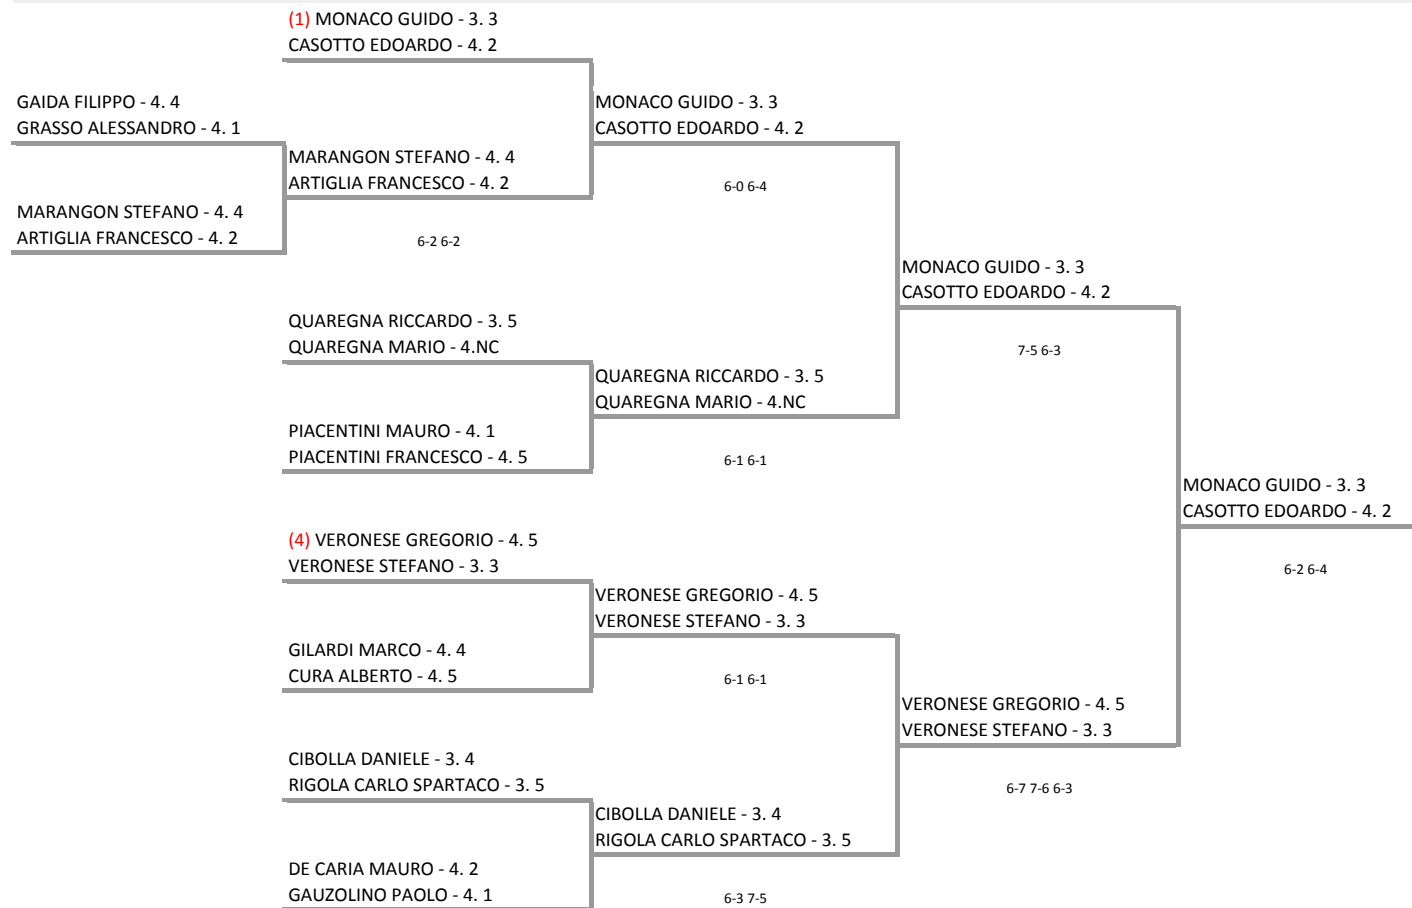 (1) MONACO GUIDO - 3. 3
CASOTTO EDOARDO - 4. 2
GAIDA FILIPPO - 4. 4
GRASSO ALESSANDRO - 4. 1
MONACO GUIDO - 3. 3
CASOTTO EDOARDO - 4. 2
MARANGON STEFANO - 4. 4
ARTIGLIA FRANCESCO - 4. 2
6-0 6-4
MARANGON STEFANO - 4. 4
ARTIGLIA FRANCESCO - 4. 2
6-2 6-2
MONACO GUIDO - 3. 3
CASOTTO EDOARDO - 4. 2
QUAREGNA RICCARDO - 3. 5
QUAREGNA MARIO - 4.NC
7-5 6-3
QUAREGNA RICCARDO - 3. 5
QUAREGNA MARIO - 4.NC
PIACENTINI MAURO - 4. 1
PIACENTINI FRANCESCO - 4. 5
6-1 6-1
MONACO GUIDO - 3. 3
CASOTTO EDOARDO - 4. 2
(4) VERONESE GREGORIO - 4. 5
VERONESE STEFANO - 3. 3
6-2 6-4
VERONESE GREGORIO - 4. 5
VERONESE STEFANO - 3. 3
GILARDI MARCO - 4. 4
CURA ALBERTO - 4. 5
6-1 6-1
VERONESE GREGORIO - 4. 5
VERONESE STEFANO - 3. 3
CIBOLLA DANIELE - 3. 4
RIGOLA CARLO SPARTACO - 3. 5
6-7 7-6 6-3
CIBOLLA DANIELE - 3. 4
RIGOLA CARLO SPARTACO - 3. 5
DE CARIA MAURO - 4. 2
GAUZOLINO PAOLO - 4. 1
6-3 7-5